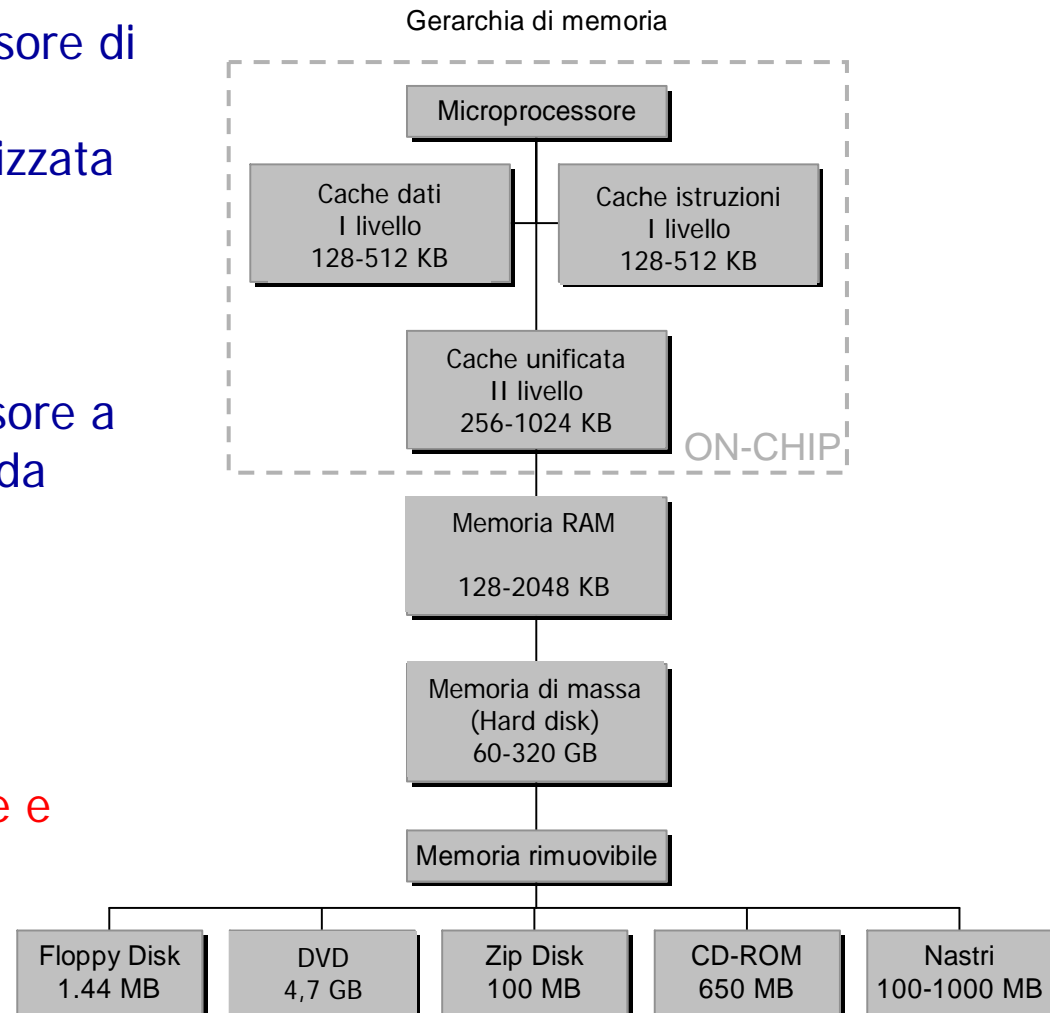 Gerarchia di memoria
sore di
izzata
sore a
da
e e
Microprocessore
Cache dati
I livello
128-512 KB
Cache istruzioni
I livello
128-512 KB
Cache unificata
II livello
256-1024 KB
ON-CHIP
Memoria RAM
128-2048 KB
Memoria di massa
(Hard disk)
60-320 GB
Memoria rimuovibile
Floppy Disk
1.44 MB
DVD
4,7 GB
Zip Disk
100 MB
CD-ROM
650 MB
Nastri
100-1000 MB